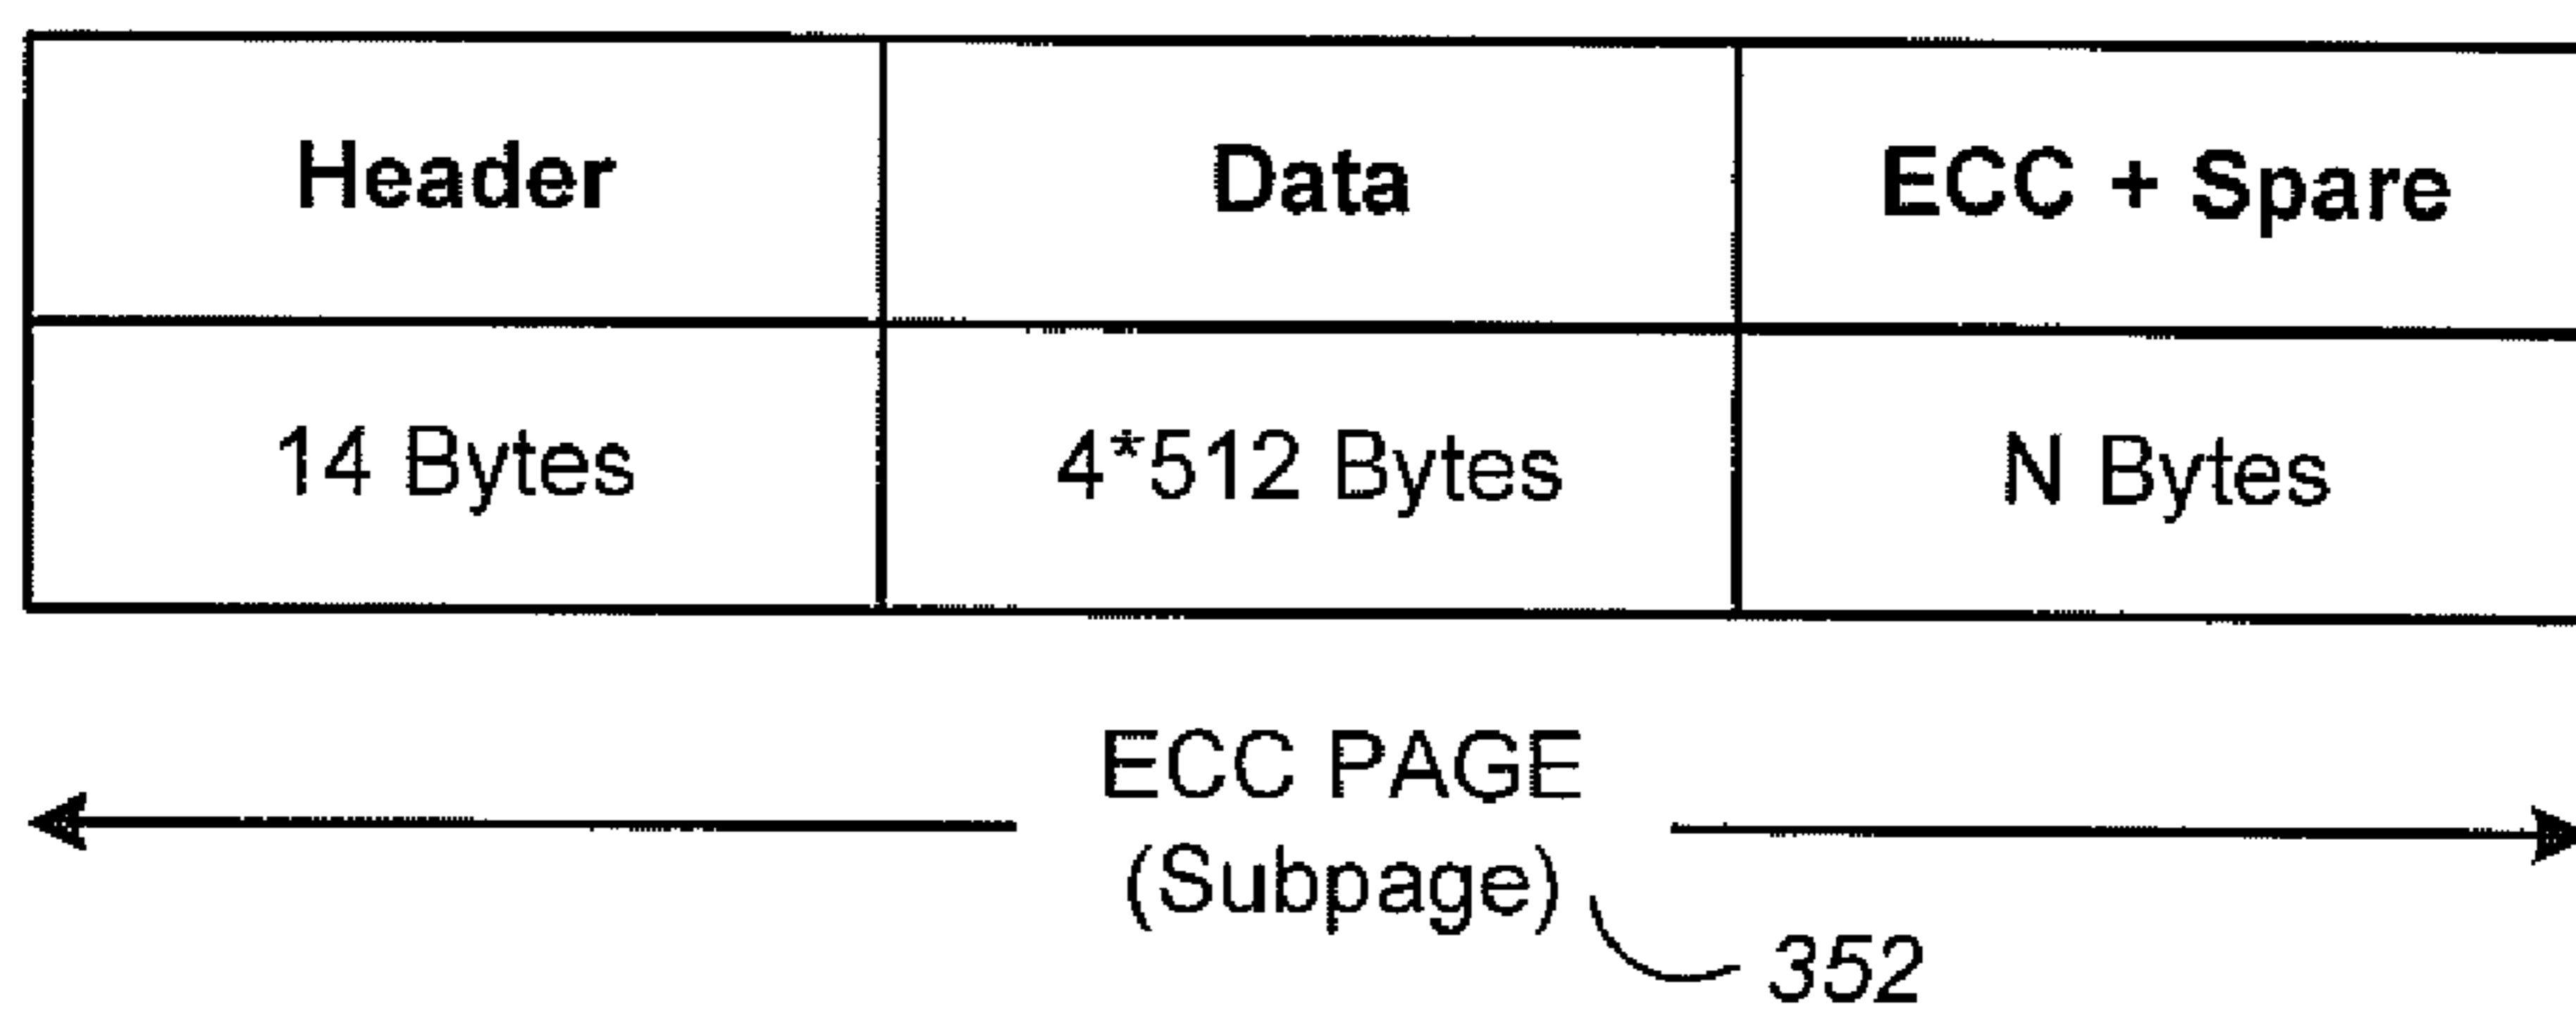 Header Data ECC + Spare
14 Bytes 4*512 Bytes N Bytes
ECC PAGE
(Subpage)
352